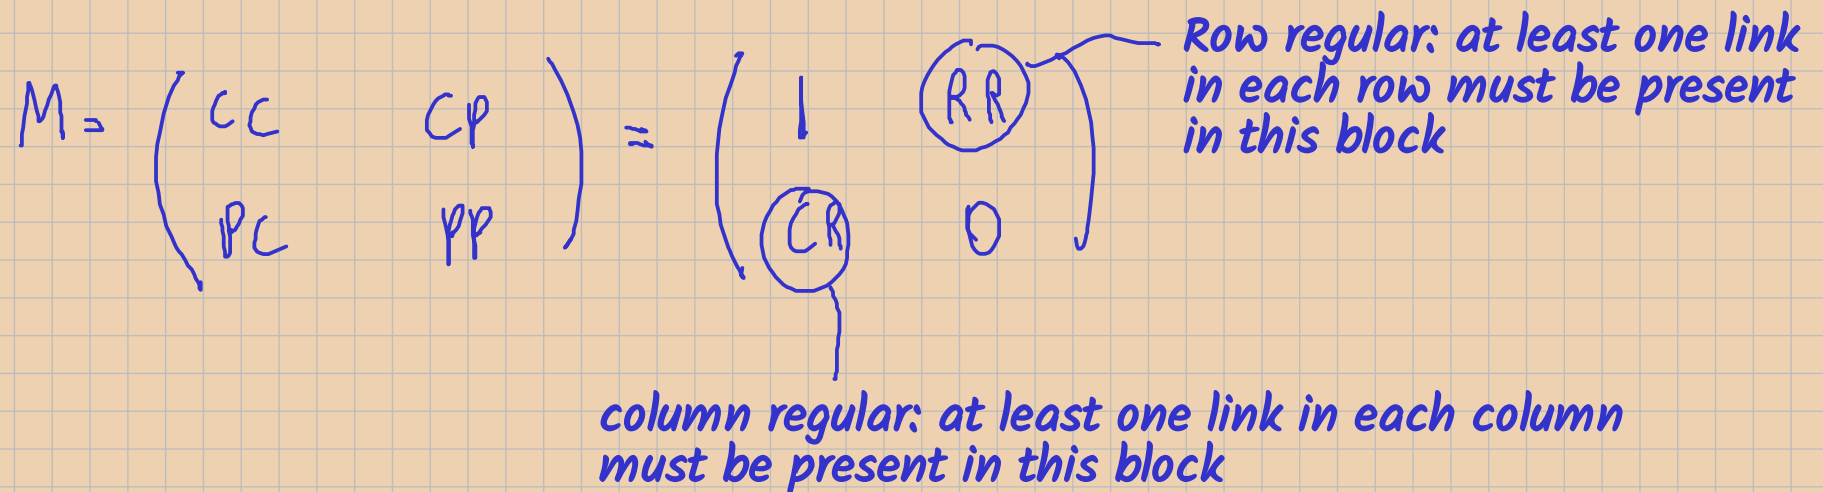 Row regular: at least one link
in each row must be present
in this block
M = ( CC CP ) = ( 1 RR )
( PC PP ) ( CR 0 )
column regular: at least one link in each column
must be present in this block